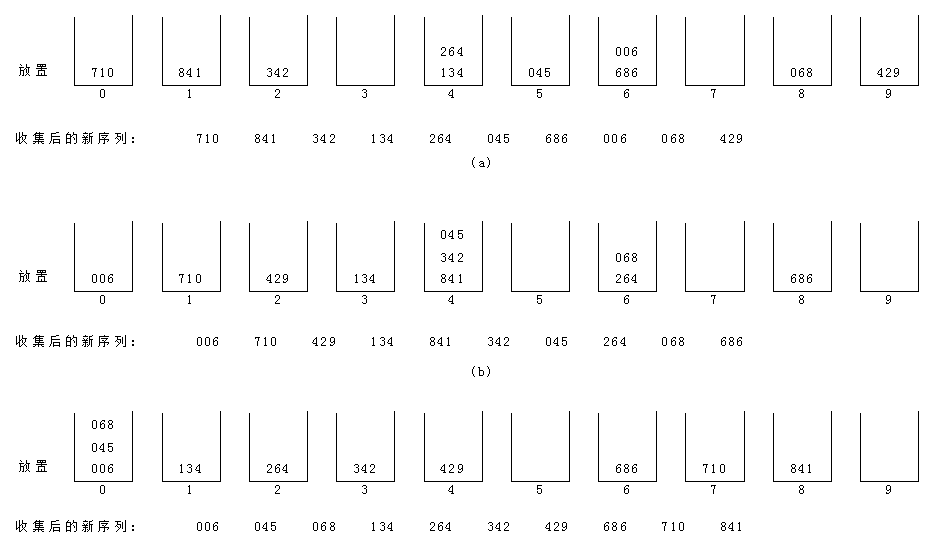 264 006
放置 710 841 342 134 045 686 068 429
0 1 2 3 4 5 6 7 8 9
收集后的新序列: 710 841 342 134 264 045 686 006 068 429
(a)
045
342 068
放置 006 710 429 134 841 264 686
0 1 2 3 4 5 6 7 8 9
收集后的新序列: 006 710 429 134 841 342 045 264 068 686
(b)
068
045
放置 006 134 264 342 429 686 710 841
0 1 2 3 4 5 6 7 8 9
收集后的新序列: 006 045 068 134 264 342 429 686 710 841